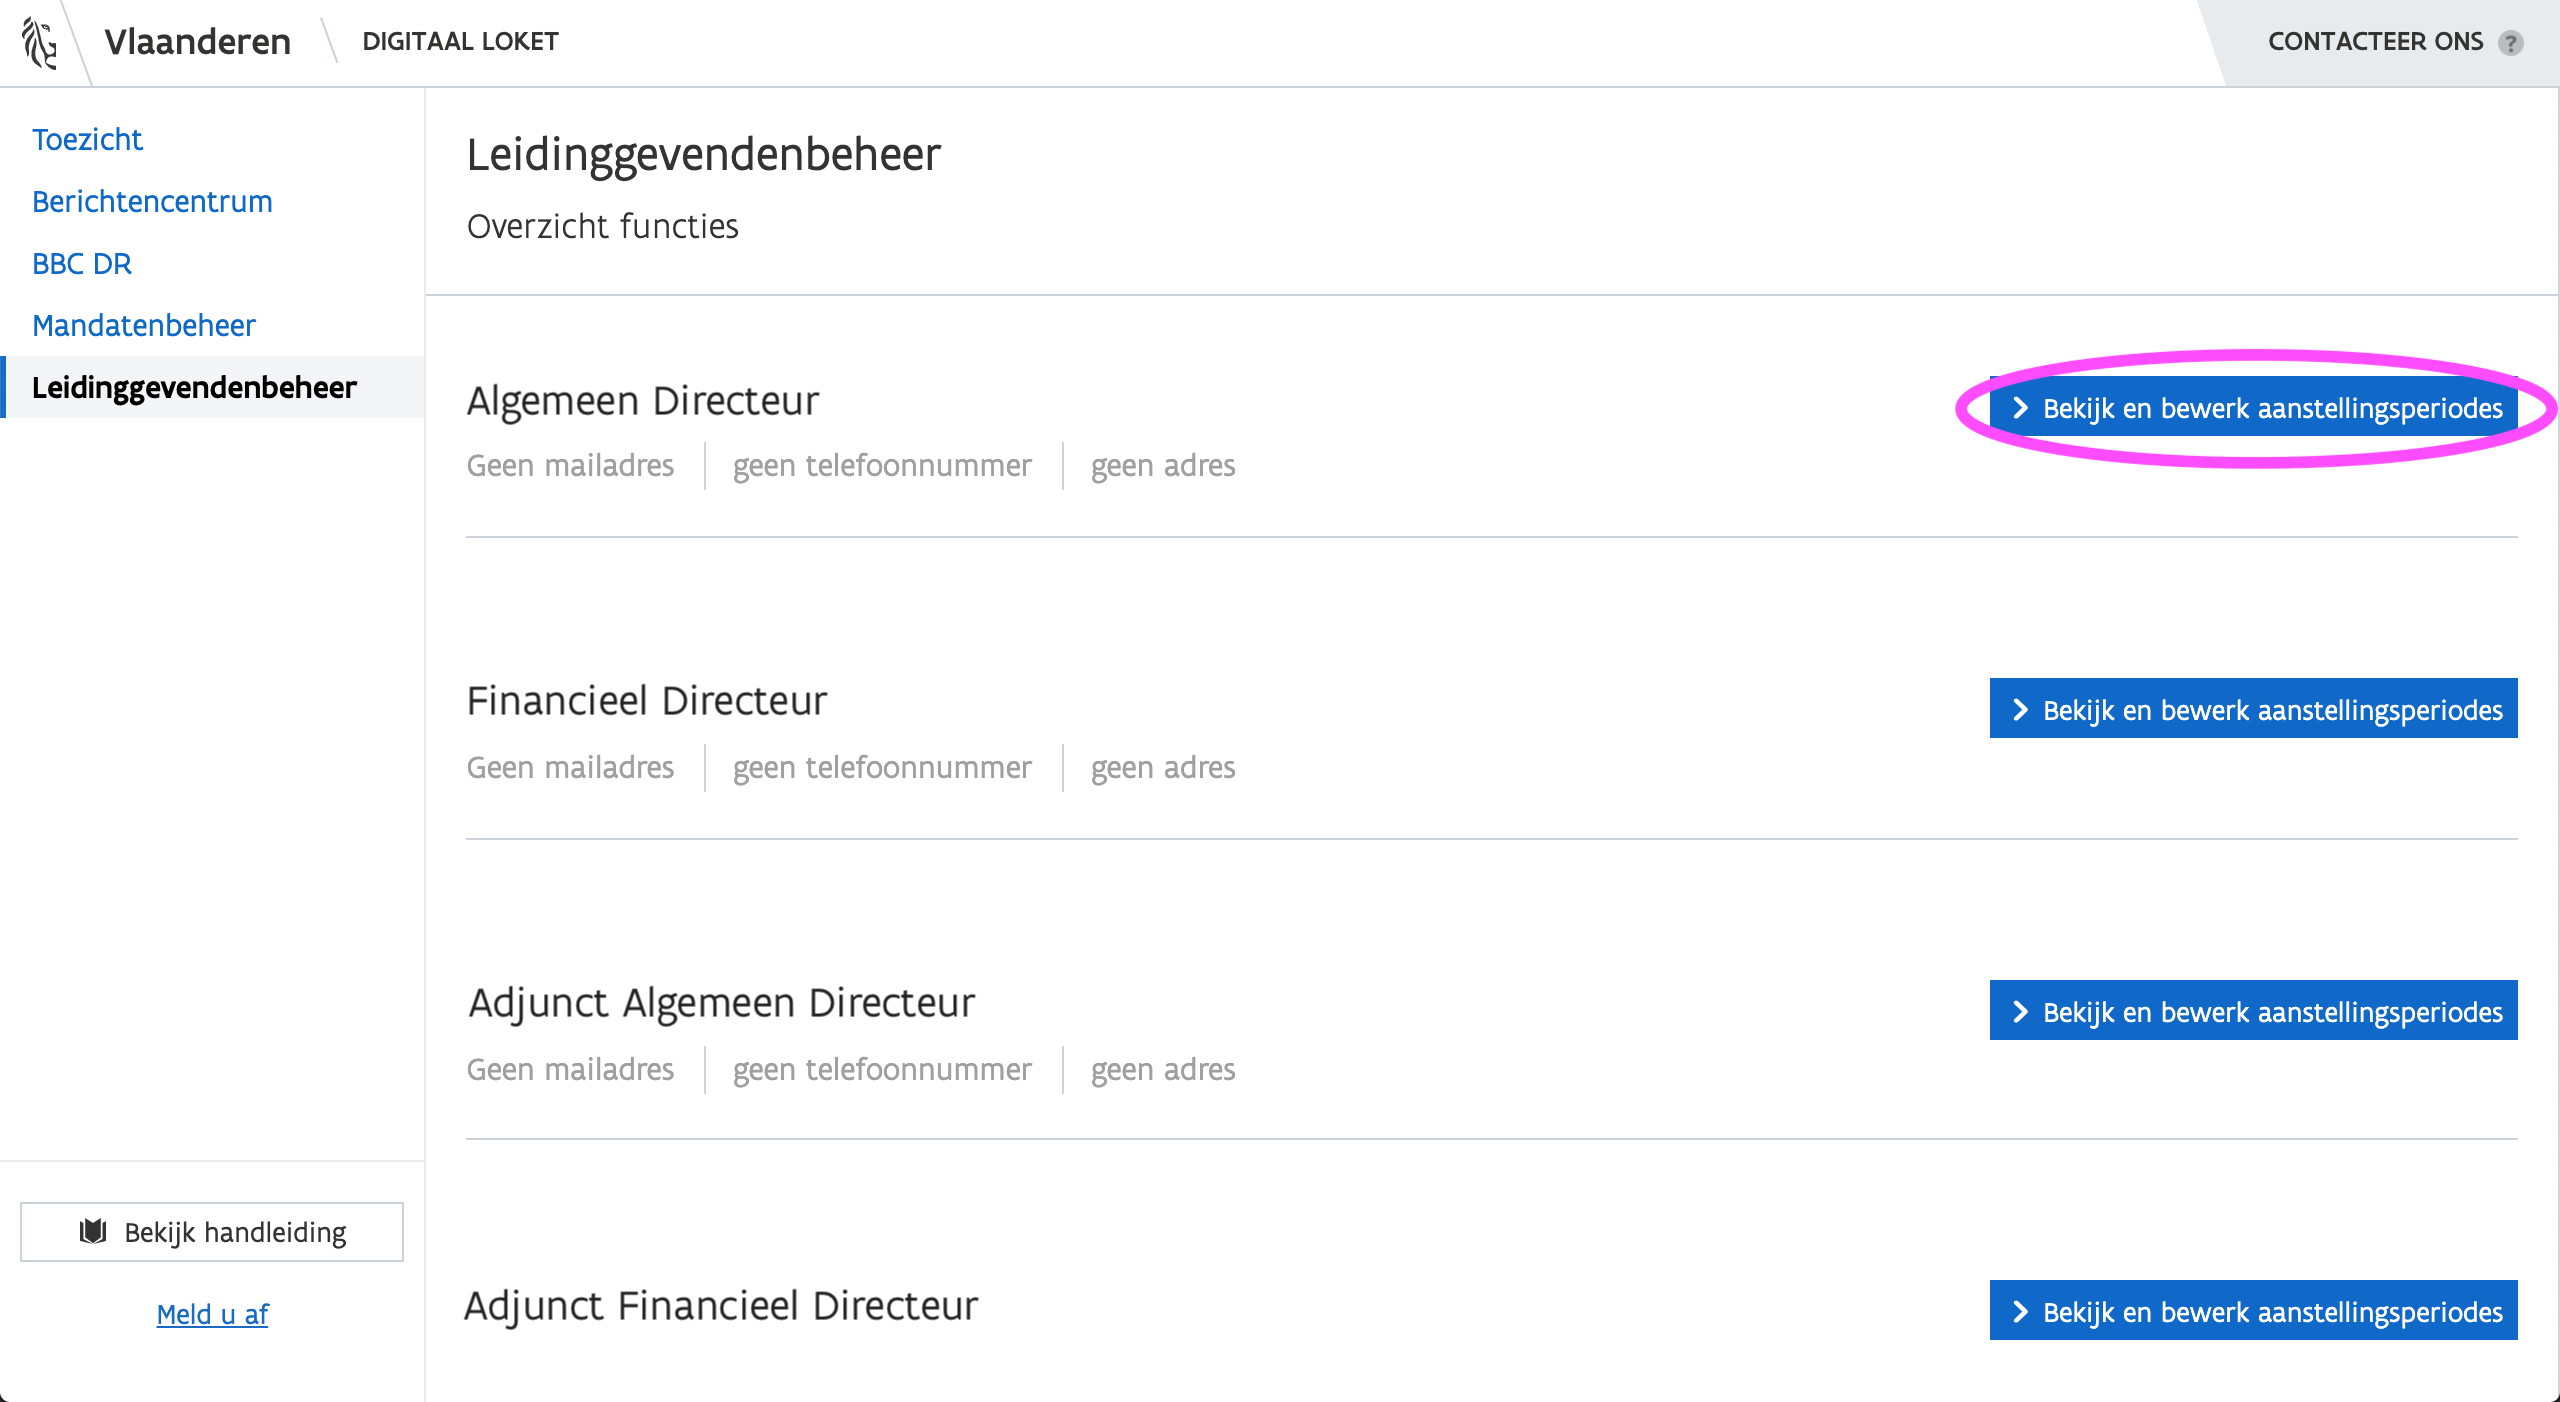 Vlaanderen
DIGITAAL LOKET
CONTACTEER ONS ?
Toezicht
Berichtencentrum
BBC DR
Mandatenbeheer
Leidinggevendenbeheer
Bekijk handleiding
Meld u af
Leidinggevendenbeheer
Overzicht functies
Algemeen Directeur
Bekijk en bewerk aanstellingsperiodes
Geen mailadres geen telefoonnummer geen adres
Financieel Directeur
Bekijk en bewerk aanstellingsperiodes
Geen mailadres geen telefoonnummer geen adres
Adjunct Algemeen Directeur
Bekijk en bewerk aanstellingsperiodes
Geen mailadres geen telefoonnummer geen adres
Adjunct Financieel Directeur
Bekijk en bewerk aanstellingsperiodes